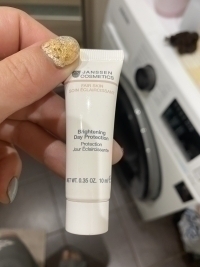 JANSSEN
COSMETICS
Brightening
Day Protection
Protection
Jour Éclaircissante
NET WT. 0.35 OZ. 10 ml